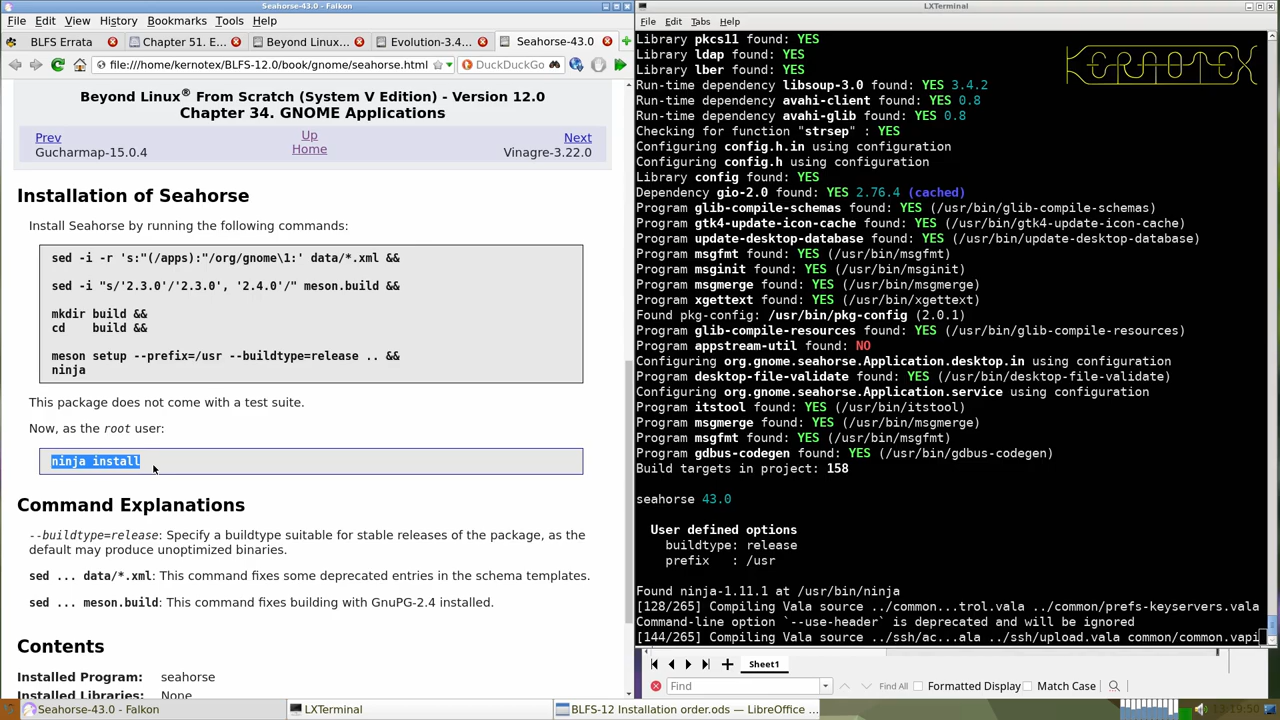 Seahorse-43.0 - Falkon
File Edit View History Bookmarks Tools Help
BLFS Errata
Chapter 51. E...
Beyond Linux...
Evolution-3.4...
Seahorse-43.0
file:///home/kernotex/BLFS-12.0/book/gnome/seahorse.html
DuckDuckGo
Beyond Linux® From Scratch (System V Edition) - Version 12.0
Chapter 34. GNOME Applications
Prev Up Next
Gucharmap-15.0.4 Home Vinagre-3.22.0
Installation of Seahorse
Install Seahorse by running the following commands:
sed -i -r 's:"(/apps):"/org/gnome\1:' data/*.xml &&
sed -i "s/'2.3.0'/'2.3.0', '2.4.0'/" meson.build &&
mkdir build &&
cd    build &&
meson setup --prefix=/usr --buildtype=release .. &&
ninja
This package does not come with a test suite.
Now, as the root user:
ninja install
Command Explanations
--buildtype=release: Specify a buildtype suitable for stable releases of the package, as the
default may produce unoptimized binaries.
sed ... data/*.xml: This command fixes some deprecated entries in the schema templates.
sed ... meson.build: This command fixes building with GnuPG-2.4 installed.
Contents
Installed Program: seahorse
Installed Libraries: None
LXTerminal
File Edit Tabs Help
KERNOTEX
Library pkcs11 found: YES
Library ldap found: YES
Library lber found: YES
Run-time dependency libsoup-3.0 found: YES 3.4.2
Run-time dependency avahi-client found: YES 0.8
Run-time dependency avahi-glib found: YES 0.8
Checking for function "strsep" : YES
Configuring config.h.in using configuration
Configuring config.h using configuration
Library config found: YES
Dependency gio-2.0 found: YES 2.76.4 (cached)
Program glib-compile-schemas found: YES (/usr/bin/glib-compile-schemas)
Program gtk4-update-icon-cache found: YES (/usr/bin/gtk4-update-icon-cache)
Program update-desktop-database found: YES (/usr/bin/update-desktop-database)
Program msgfmt found: YES (/usr/bin/msgfmt)
Program msginit found: YES (/usr/bin/msginit)
Program msgmerge found: YES (/usr/bin/msgmerge)
Program xgettext found: YES (/usr/bin/xgettext)
Found pkg-config: /usr/bin/pkg-config (2.0.1)
Program glib-compile-resources found: YES (/usr/bin/glib-compile-resources)
Program appstream-util found: NO
Configuring org.gnome.seahorse.Application.desktop.in using configuration
Program desktop-file-validate found: YES (/usr/bin/desktop-file-validate)
Configuring org.gnome.seahorse.Application.service using configuration
Program itstool found: YES (/usr/bin/itstool)
Program msgmerge found: YES (/usr/bin/msgmerge)
Program msgfmt found: YES (/usr/bin/msgfmt)
Program gdbus-codegen found: YES (/usr/bin/gdbus-codegen)
Build targets in project: 158
seahorse 43.0
User defined options
buildtype: release
prefix   : /usr
Found ninja-1.11.1 at /usr/bin/ninja
[128/265] Compiling Vala source ../common...trol.vala ../common/prefs-keyservers.vala
Command-line option `--use-header` is deprecated and will be ignored
[144/265] Compiling Vala source ../ssh/ac...ala ../ssh/upload.vala common/common.vapi
Sheet1
Find
Find All
Formatted Display
Match Case
Seahorse-43.0 - Falkon
LXTerminal
BLFS-12 Installation order.ods — LibreOffice ...
13:19:50